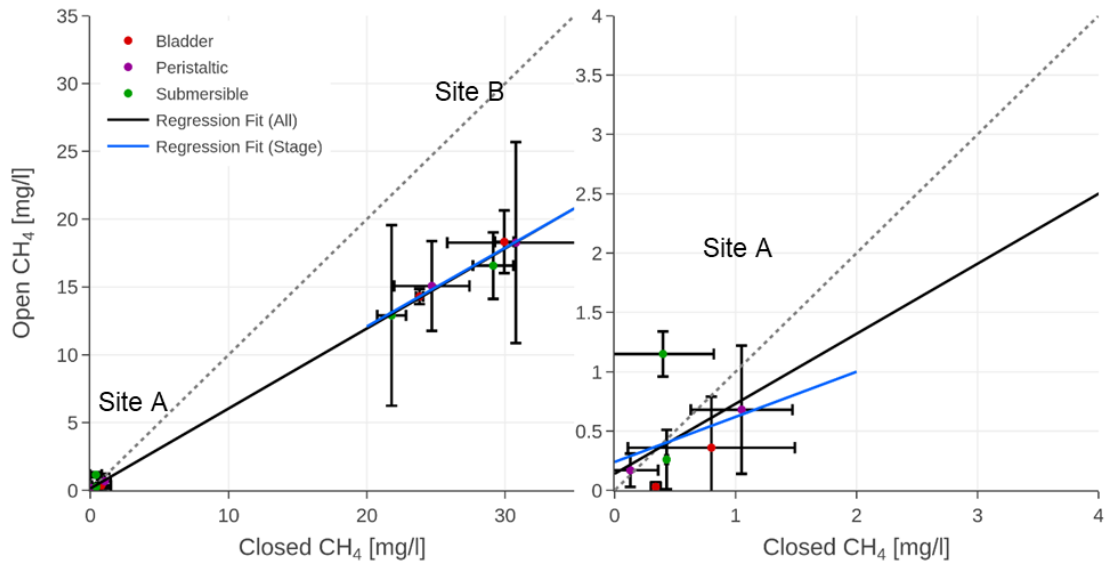 35
30
25
20
15
10
5
0
Open CH₄ [mg/l]
Bladder
Peristaltic
Submersible
Regression Fit (All)
Regression Fit (Stage)
Site B
Site A
0
10
20
30
Closed CH₄ [mg/l]
4
3.5
3
2.5
2
1.5
1
0.5
0
Site A
0
1
2
3
4
Closed CH₄ [mg/l]